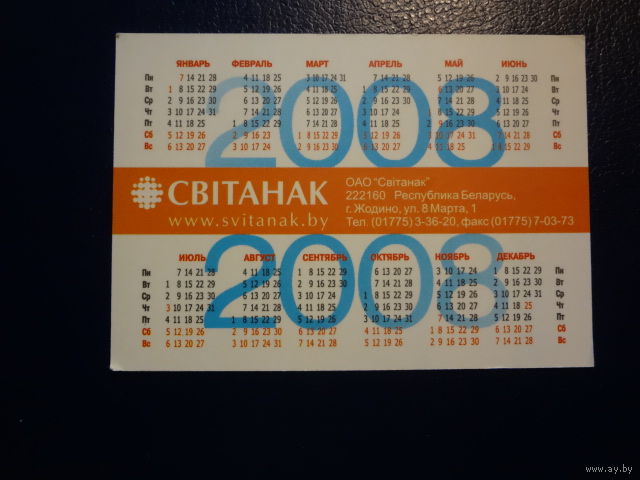 ЯНВАРЬ ФЕВРАЛЬ МАРТ АПРЕЛЬ МАЙ ИЮНЬ
Пн 7 14 21 28 4 11 18 25 3 10 17 24 31 7 14 21 28 5 12 19 26 2 9 16 23 30 Пн
Вт 1 8 15 22 29 5 12 19 26 4 11 18 25 1 8 15 22 29 6 13 20 27 3 10 17 24 Вт
Ср 2 9 16 23 30 6 13 20 27 5 12 19 26 2 9 16 23 30 7 14 21 28 4 11 18 25 Ср
Чт 3 10 17 24 31 7 14 21 28 6 13 20 27 3 10 17 24 1 8 15 22 29 5 12 19 26 Чт
Пт 4 11 18 25 1 8 15 22 29 7 14 21 28 4 11 18 25 2 9 16 23 30 6 13 20 27 Пт
Сб 5 12 19 26 2 9 16 23 1 8 15 22 29 5 12 19 26 3 10 17 24 31 7 14 21 28 Сб
Вс 6 13 20 27 3 10 17 24 2 9 16 23 30 6 13 20 27 4 11 18 25 1 8 15 22 29 Вс
2008
СВIТАНАК
www.svitanak.by
ОАО "Свiтанак"
222160 Республика Беларусь,
г. Жодино, ул. 8 Марта, 1
Тел. (01775) 3-36-20, факс (01775) 7-03-73
ИЮЛЬ АВГУСТ СЕНТЯБРЬ ОКТЯБРЬ НОЯБРЬ ДЕКАБРЬ
Пн 7 14 21 28 4 11 18 25 1 8 15 22 29 6 13 20 27 3 10 17 24 1 8 15 22 29 Пн
Вт 1 8 15 22 29 5 12 19 26 2 9 16 23 30 7 14 21 28 4 11 18 25 2 9 16 23 30 Вт
Ср 2 9 16 23 30 6 13 20 27 3 10 17 24 1 8 15 22 29 5 12 19 26 3 10 17 24 31 Ср
Чт 3 10 17 24 31 7 14 21 28 4 11 18 25 2 9 16 23 30 6 13 20 27 4 11 18 25 Чт
Пт 4 11 18 25 1 8 15 22 29 5 12 19 26 3 10 17 24 31 7 14 21 28 5 12 19 26 Пт
Сб 5 12 19 26 2 9 16 23 30 6 13 20 27 4 11 18 25 1 8 15 22 29 6 13 20 27 Сб
Вс 6 13 20 27 3 10 17 24 31 7 14 21 28 5 12 19 26 2 9 16 23 30 7 14 21 28 Вс
2008
www.ay.by